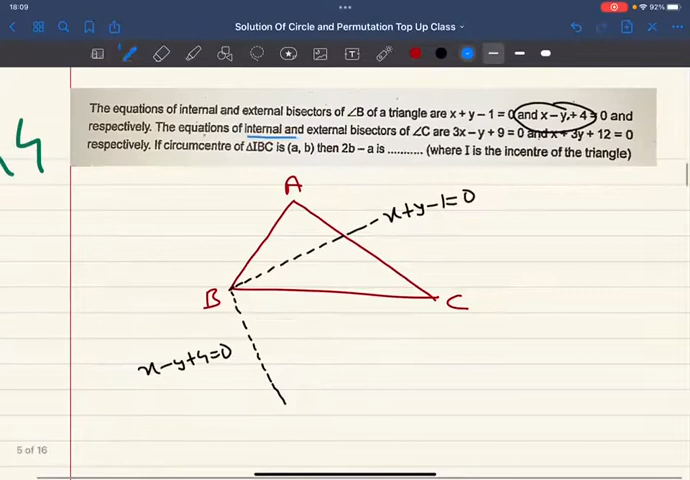 18:09
92%
Solution Of Circle and Permutation Top Up Class
The equations of internal and external bisectors of ∠B of a triangle are x + y − 1 = 0 and x − y + 4 = 0 and
respectively. The equations of internal and external bisectors of ∠C are 3x − y + 9 = 0 and x + 3y + 12 = 0
respectively. If circumcentre of ΔIBC is (a, b) then 2b − a is ........... (where I is the incentre of the triangle)
4
A
x+y-1=0
B
C
x-y+4=0
5 of 16